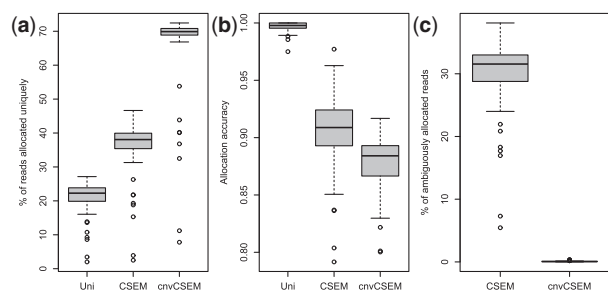 (a)
% of reads allocated uniquely
70
60
50
40
30
20
10
0
Uni CSEM cnvCSEM
(b)
Allocation accuracy
1.00
0.95
0.90
0.85
0.80
Uni CSEM cnvCSEM
(c)
% of ambiguously allocated reads
30
20
10
0
CSEM cnvCSEM